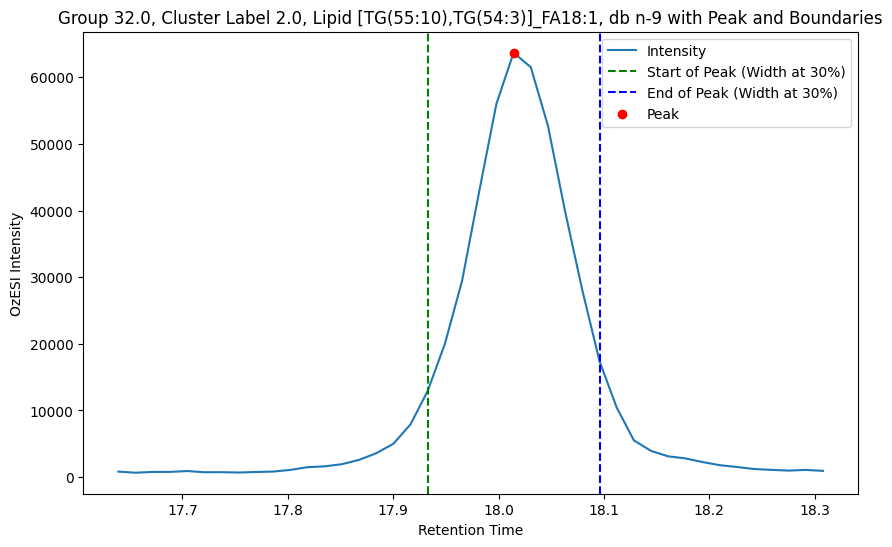 Group 32.0, Cluster Label 2.0, Lipid [TG(55:10),TG(54:3)]_FA18:1, db n-9 with Peak and Boundaries
Intensity
Start of Peak (Width at 30%)
End of Peak (Width at 30%)
Peak
OzESI Intensity
60000
50000
40000
30000
20000
10000
0
17.7 17.8 17.9 18.0 18.1 18.2 18.3
Retention Time